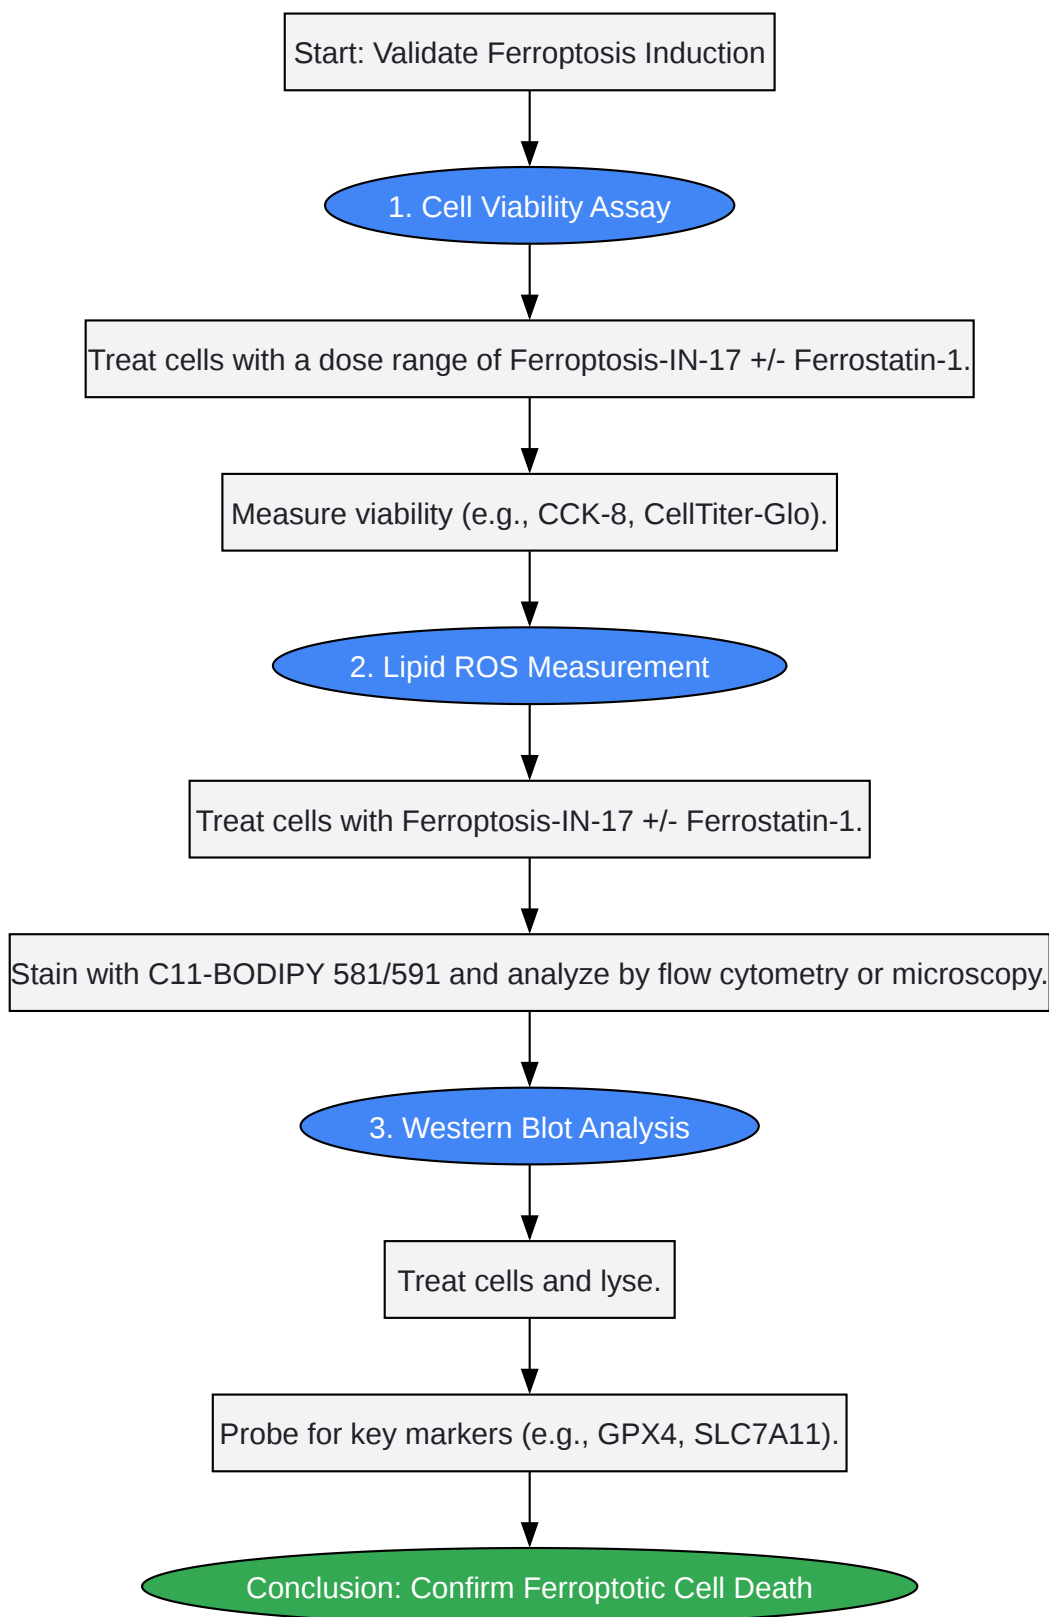 Start: Validate Ferroptosis Induction
1. Cell Viability Assay
Treat cells with a dose range of Ferroptosis-IN-17 +/- Ferrostatin-1.
Measure viability (e.g., CCK-8, CellTiter-Glo).
2. Lipid ROS Measurement
Treat cells with Ferroptosis-IN-17 +/- Ferrostatin-1.
Stain with C11-BODIPY 581/591 and analyze by flow cytometry or microscopy.
3. Western Blot Analysis
Treat cells and lyse.
Probe for key markers (e.g., GPX4, SLC7A11).
Conclusion: Confirm Ferroptotic Cell Death